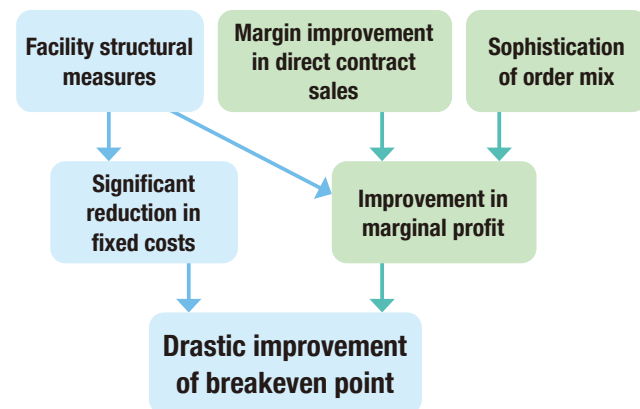 Facility structural
measures
Margin improvement
in direct contract
sales
Sophistication
of order mix
Significant
reduction in
fixed costs
Improvement in
marginal profit
Drastic improvement
of breakeven point